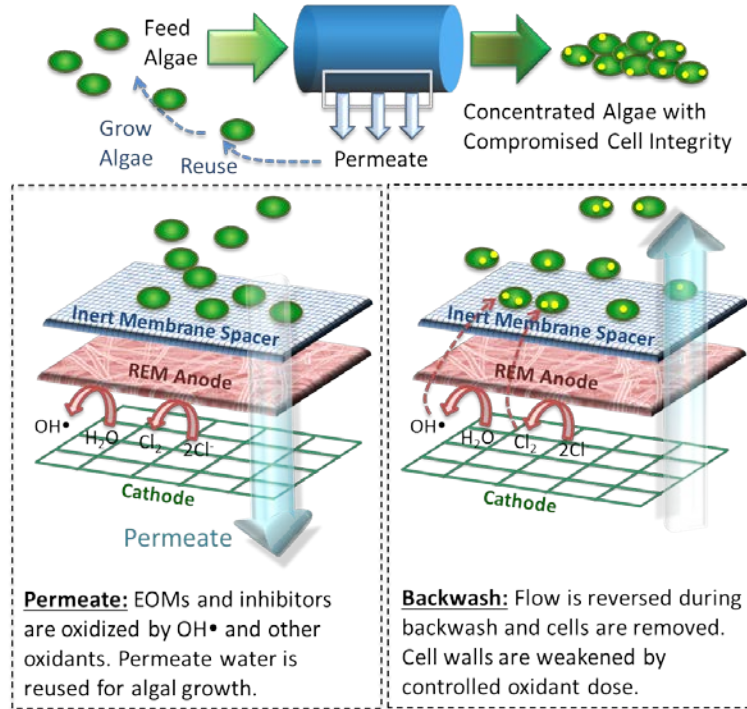 Feed
Algae
Grow
Algae
Reuse
Permeate
Concentrated Algae with
Compromised Cell Integrity
Inert Membrane Spacer
REM Anode
OH•
H₂O
Cl₂
2Cl⁻
Cathode
Permeate
Permeate: EOMs and inhibitors
are oxidized by OH• and other
oxidants. Permeate water is
reused for algal growth.
Inert Membrane Spacer
REM Anode
OH•
H₂O
Cl₂
2Cl
Cathode
Backwash: Flow is reversed during
backwash and cells are removed.
Cell walls are weakened by
controlled oxidant dose.